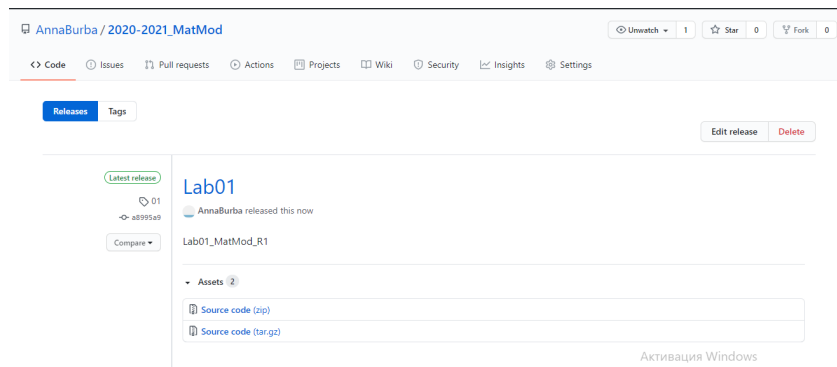 AnnaBurba / 2020-2021_MatMod
Unwatch 1 Star 0 Fork 0
Code Issues Pull requests Actions Projects Wiki Security Insights Settings
Releases Tags
Edit release Delete
Latest release
01
a8995a9
Compare
Lab01
AnnaBurba released this now
Lab01_MatMod_R1
Assets 2
Source code (zip)
Source code (tar.gz)
Активация Windows